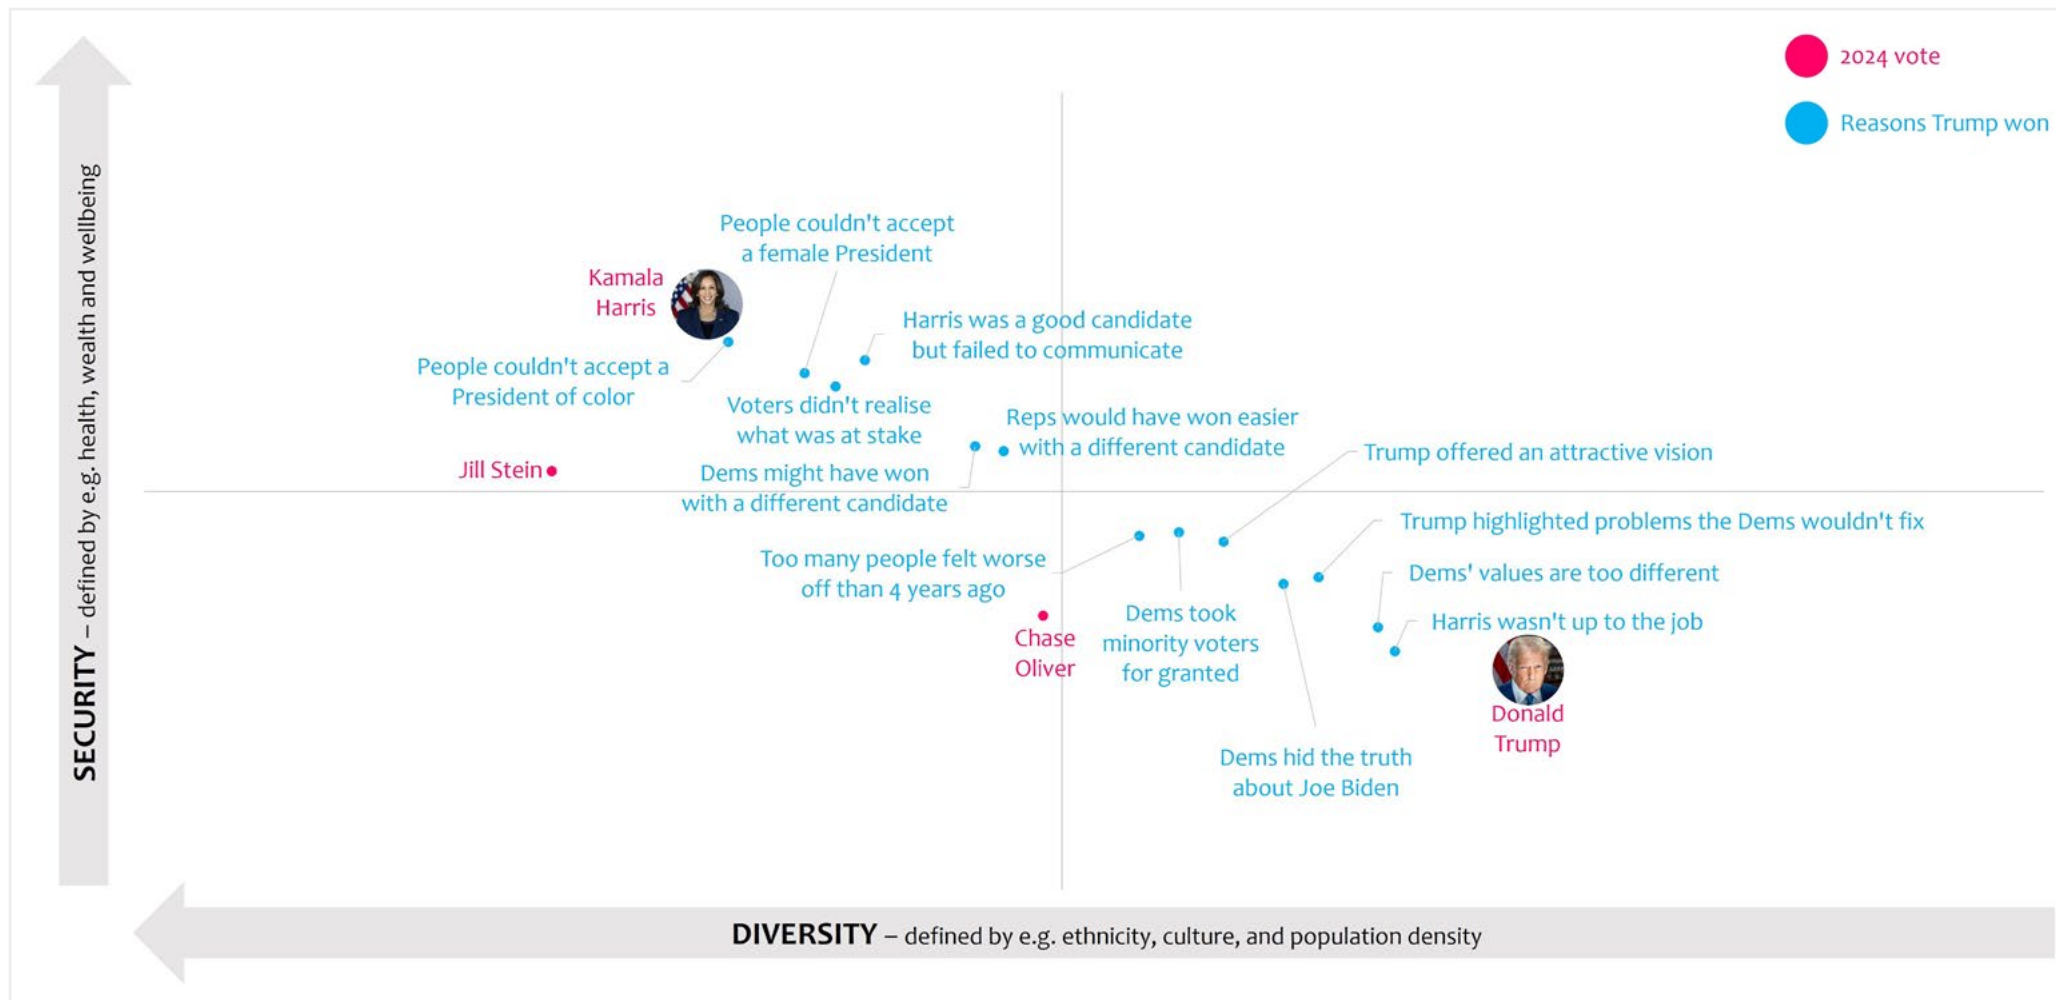 2024 vote
Reasons Trump won
SECURITY – defined by e.g. health, wealth and wellbeing
People couldn't accept
a female President
Kamala
Harris
Harris was a good candidate
but failed to communicate
People couldn't accept a
President of color
Voters didn't realise
what was at stake
Reps would have won easier
with a different candidate
Trump offered an attractive vision
Jill Stein
Dems might have won
with a different candidate
Trump highlighted problems the Dems wouldn't fix
Too many people felt worse
off than 4 years ago
Dems' values are too different
Dems took
minority voters
for granted
Harris wasn't up to the job
Chase
Oliver
Donald
Trump
Dems hid the truth
about Joe Biden
DIVERSITY – defined by e.g. ethnicity, culture, and population density